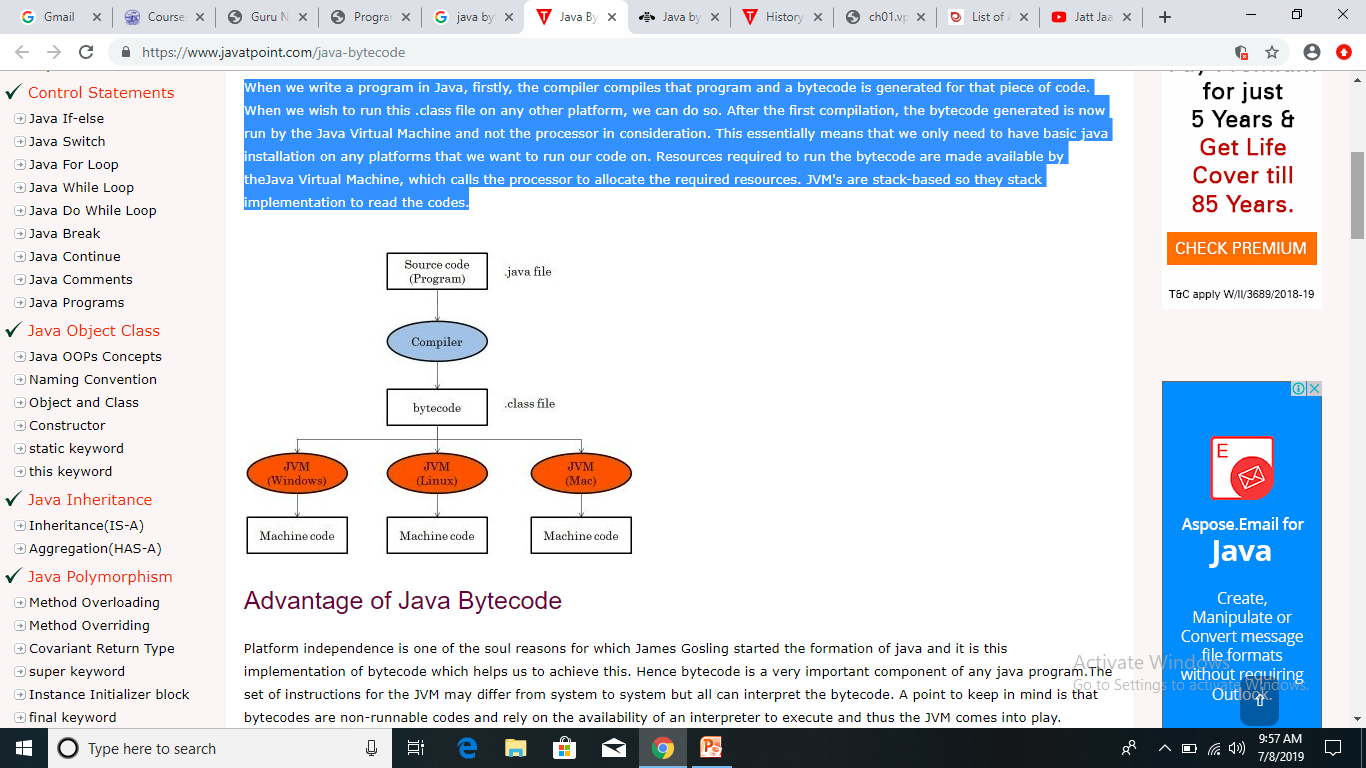 Gmail
Course
Guru N
Program
java by
Java By
Java by
History
ch01.vp
List of
Jatt Jaa
https://www.javatpoint.com/java-bytecode
Control Statements
Java If-else
Java Switch
Java For Loop
Java While Loop
Java Do While Loop
Java Break
Java Continue
Java Comments
Java Programs
Java Object Class
Java OOPs Concepts
Naming Convention
Object and Class
Constructor
static keyword
this keyword
Java Inheritance
Inheritance(IS-A)
Aggregation(HAS-A)
Java Polymorphism
Method Overloading
Method Overriding
Covariant Return Type
super keyword
Instance Initializer block
final keyword
When we write a program in Java, firstly, the compiler compiles that program and a bytecode is generated for that piece of code.
When we wish to run this .class file on any other platform, we can do so. After the first compilation, the bytecode generated is now
run by the Java Virtual Machine and not the processor in consideration. This essentially means that we only need to have basic java
installation on any platforms that we want to run our code on. Resources required to run the bytecode are made available by
theJava Virtual Machine, which calls the processor to allocate the required resources. JVM's are stack-based so they stack
implementation to read the codes.
Source code
(Program)
.java file
Compiler
bytecode
.class file
JVM
(Windows)
JVM
(Linux)
JVM
(Mac)
Machine code
Machine code
Machine code
Advantage of Java Bytecode
Platform independence is one of the soul reasons for which James Gosling started the formation of java and it is this
implementation of bytecode which helps us to achieve this. Hence bytecode is a very important component of any java program.The
set of instructions for the JVM may differ from system to system but all can interpret the bytecode. A point to keep in mind is that
bytecodes are non-runnable codes and rely on the availability of an interpreter to execute and thus the JVM comes into play.
for just
5 Years &
Get Life
Cover till
85 Years.
CHECK PREMIUM
T&C apply W/II/3689/2018-19
E
Aspose.Email for
Java
Create,
Manipulate or
Convert message
file formats
without requiring
Outlook.
Activate Windows
Go to Settings to activate Windows.
Type here to search
9:57 AM
7/8/2019